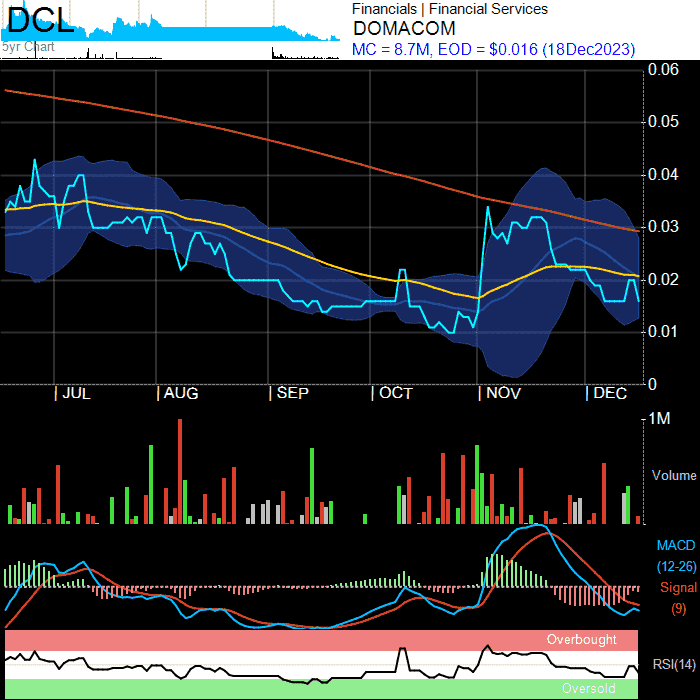 DCL
5yr Chart
Financials | Financial Services
DOMACOM
MC = 8.7M, EOD = $0.016 (18Dec2023)
0.06
0.05
0.04
0.03
0.02
0.01
0
| JUL | AUG | SEP | OCT | NOV | DEC
1M
Volume
MACD
(12-26)
Signal
(9)
Overbought
RSI(14)
Oversold